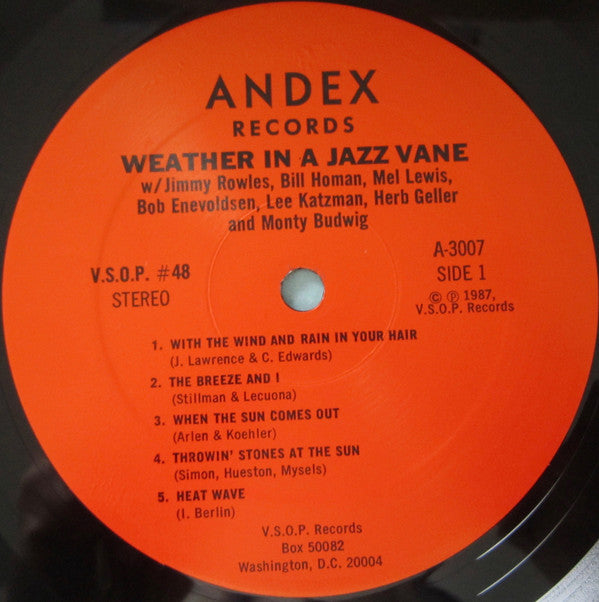 ANDEX
RECORDS
WEATHER IN A JAZZ VANE
w/Jimmy Rowles, Bill Homan, Mel Lewis,
Bob Enevoldsen, Lee Katzman, Herb Geller
and Monty Budwig
V.S.O.P. #48
STEREO
A-3007
SIDE 1
© ℗ 1987,
V.S.O.P. Records
1. WITH THE WIND AND RAIN IN YOUR HAIR
(J. Lawrence & C. Edwards)
2. THE BREEZE AND I
(Stillman & Lecuona)
3. WHEN THE SUN COMES OUT
(Arlen & Koehler)
4. THROWIN' STONES AT THE SUN
(Simon, Hueston, Mysels)
5. HEAT WAVE
(I. Berlin)
V.S.O.P. Records
Box 50082
Washington, D.C. 20004